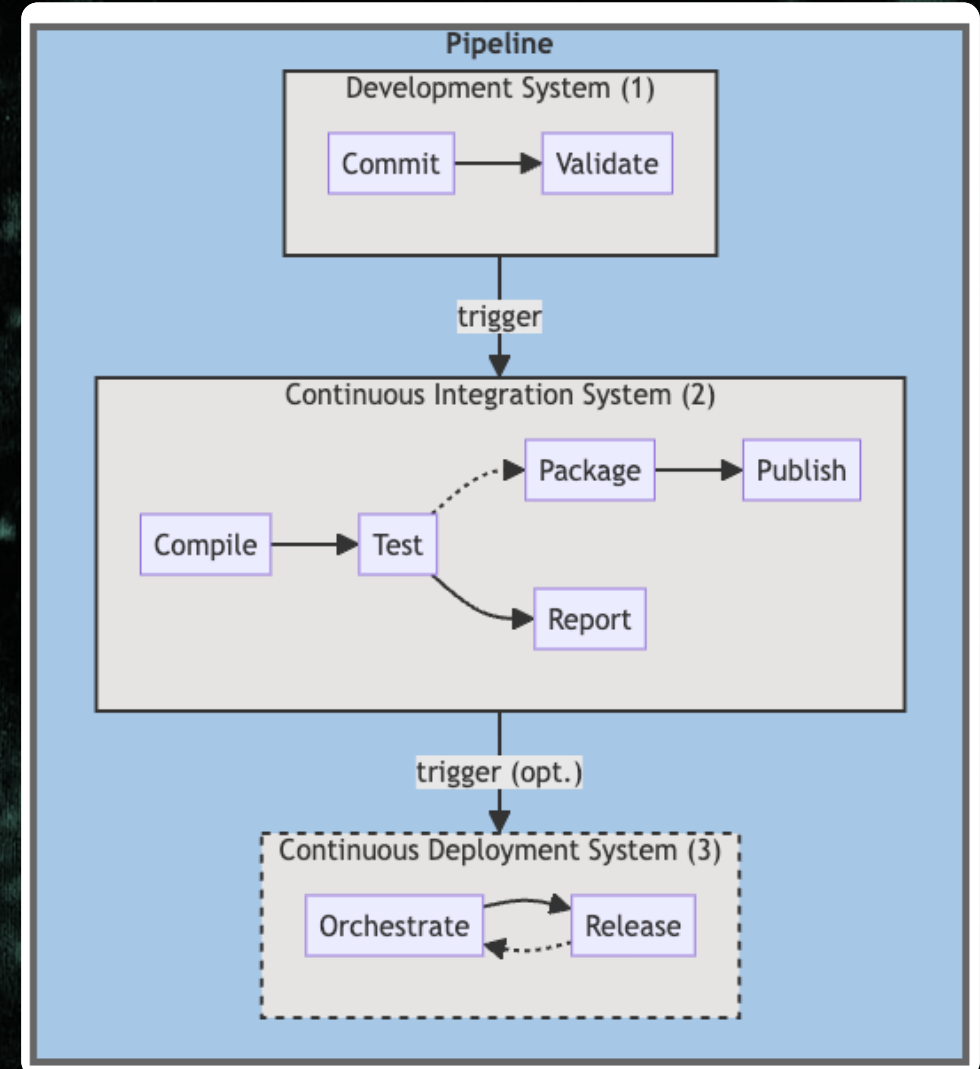 Pipeline
Development System (1)
Commit
Validate
trigger
Continuous Integration System (2)
Package
Publish
Compile
Test
Report
trigger (opt.)
Continuous Deployment System (3)
Orchestrate
Release